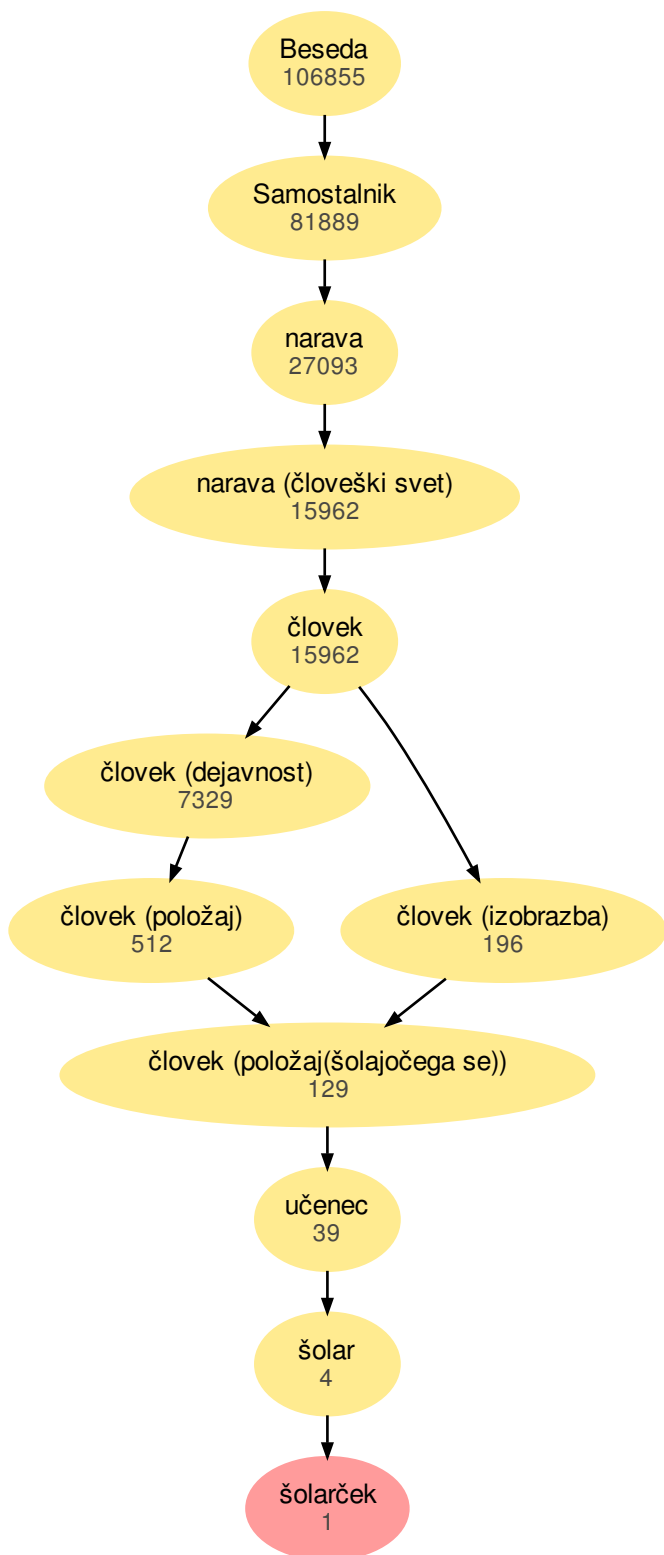 Beseda
106855
Samostalnik
81889
narava
27093
narava (človeški svet)
15962
človek
15962
človek (dejavnost)
7329
človek (položaj)
512
človek (izobrazba)
196
človek (položaj(šolajočega se))
129
učenec
39
šolar
4
šolarček
1